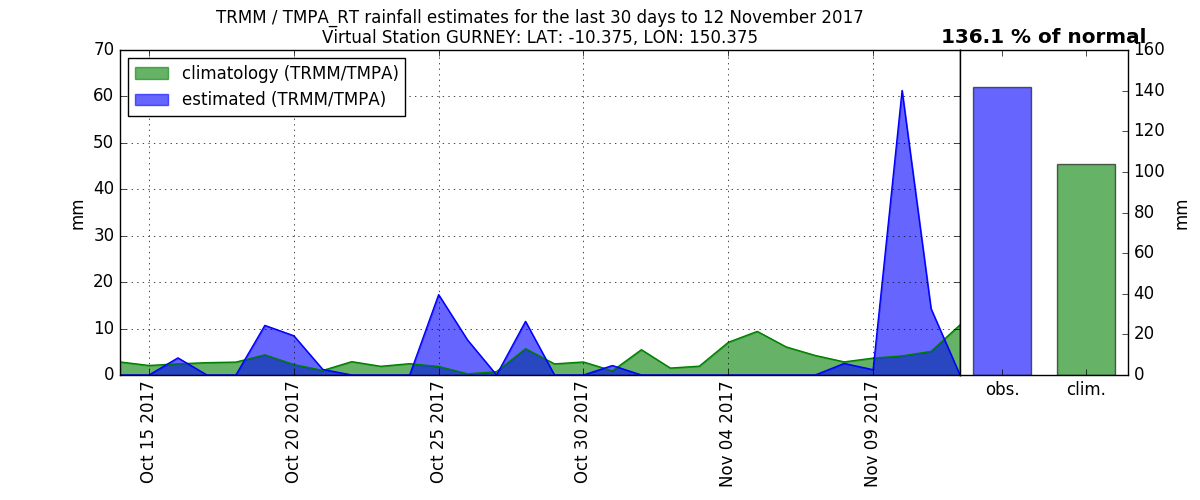 TRMM / TMPA_RT rainfall estimates for the last 30 days to 12 November 2017
Virtual Station GURNEY: LAT: -10.375, LON: 150.375
136.1 % of normal
climatology (TRMM/TMPA)
estimated (TRMM/TMPA)
70
60
50
40
30
20
10
0
mm
Oct 15 2017
Oct 20 2017
Oct 25 2017
Oct 30 2017
Nov 04 2017
Nov 09 2017
obs.
clim.
160
140
120
100
80
60
40
20
0
mm